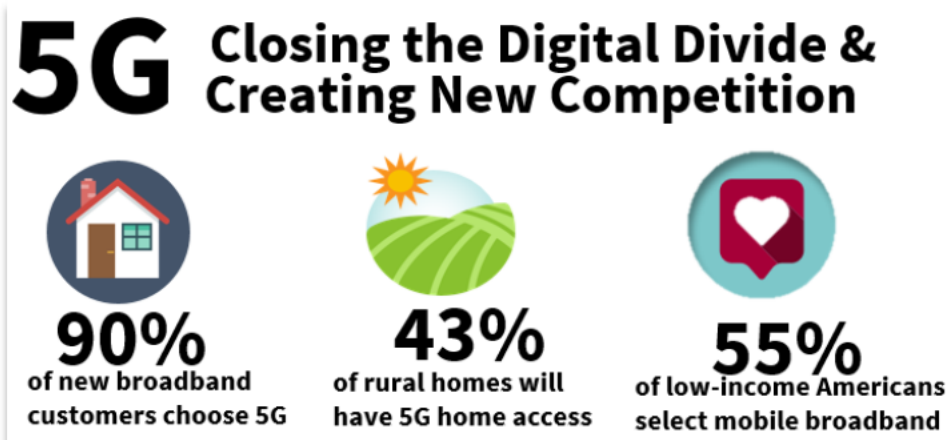 5G
Closing the Digital Divide &
Creating New Competition
90%
of new broadband
customers choose 5G
43%
of rural homes will
have 5G home access
55%
of low-income Americans
select mobile broadband